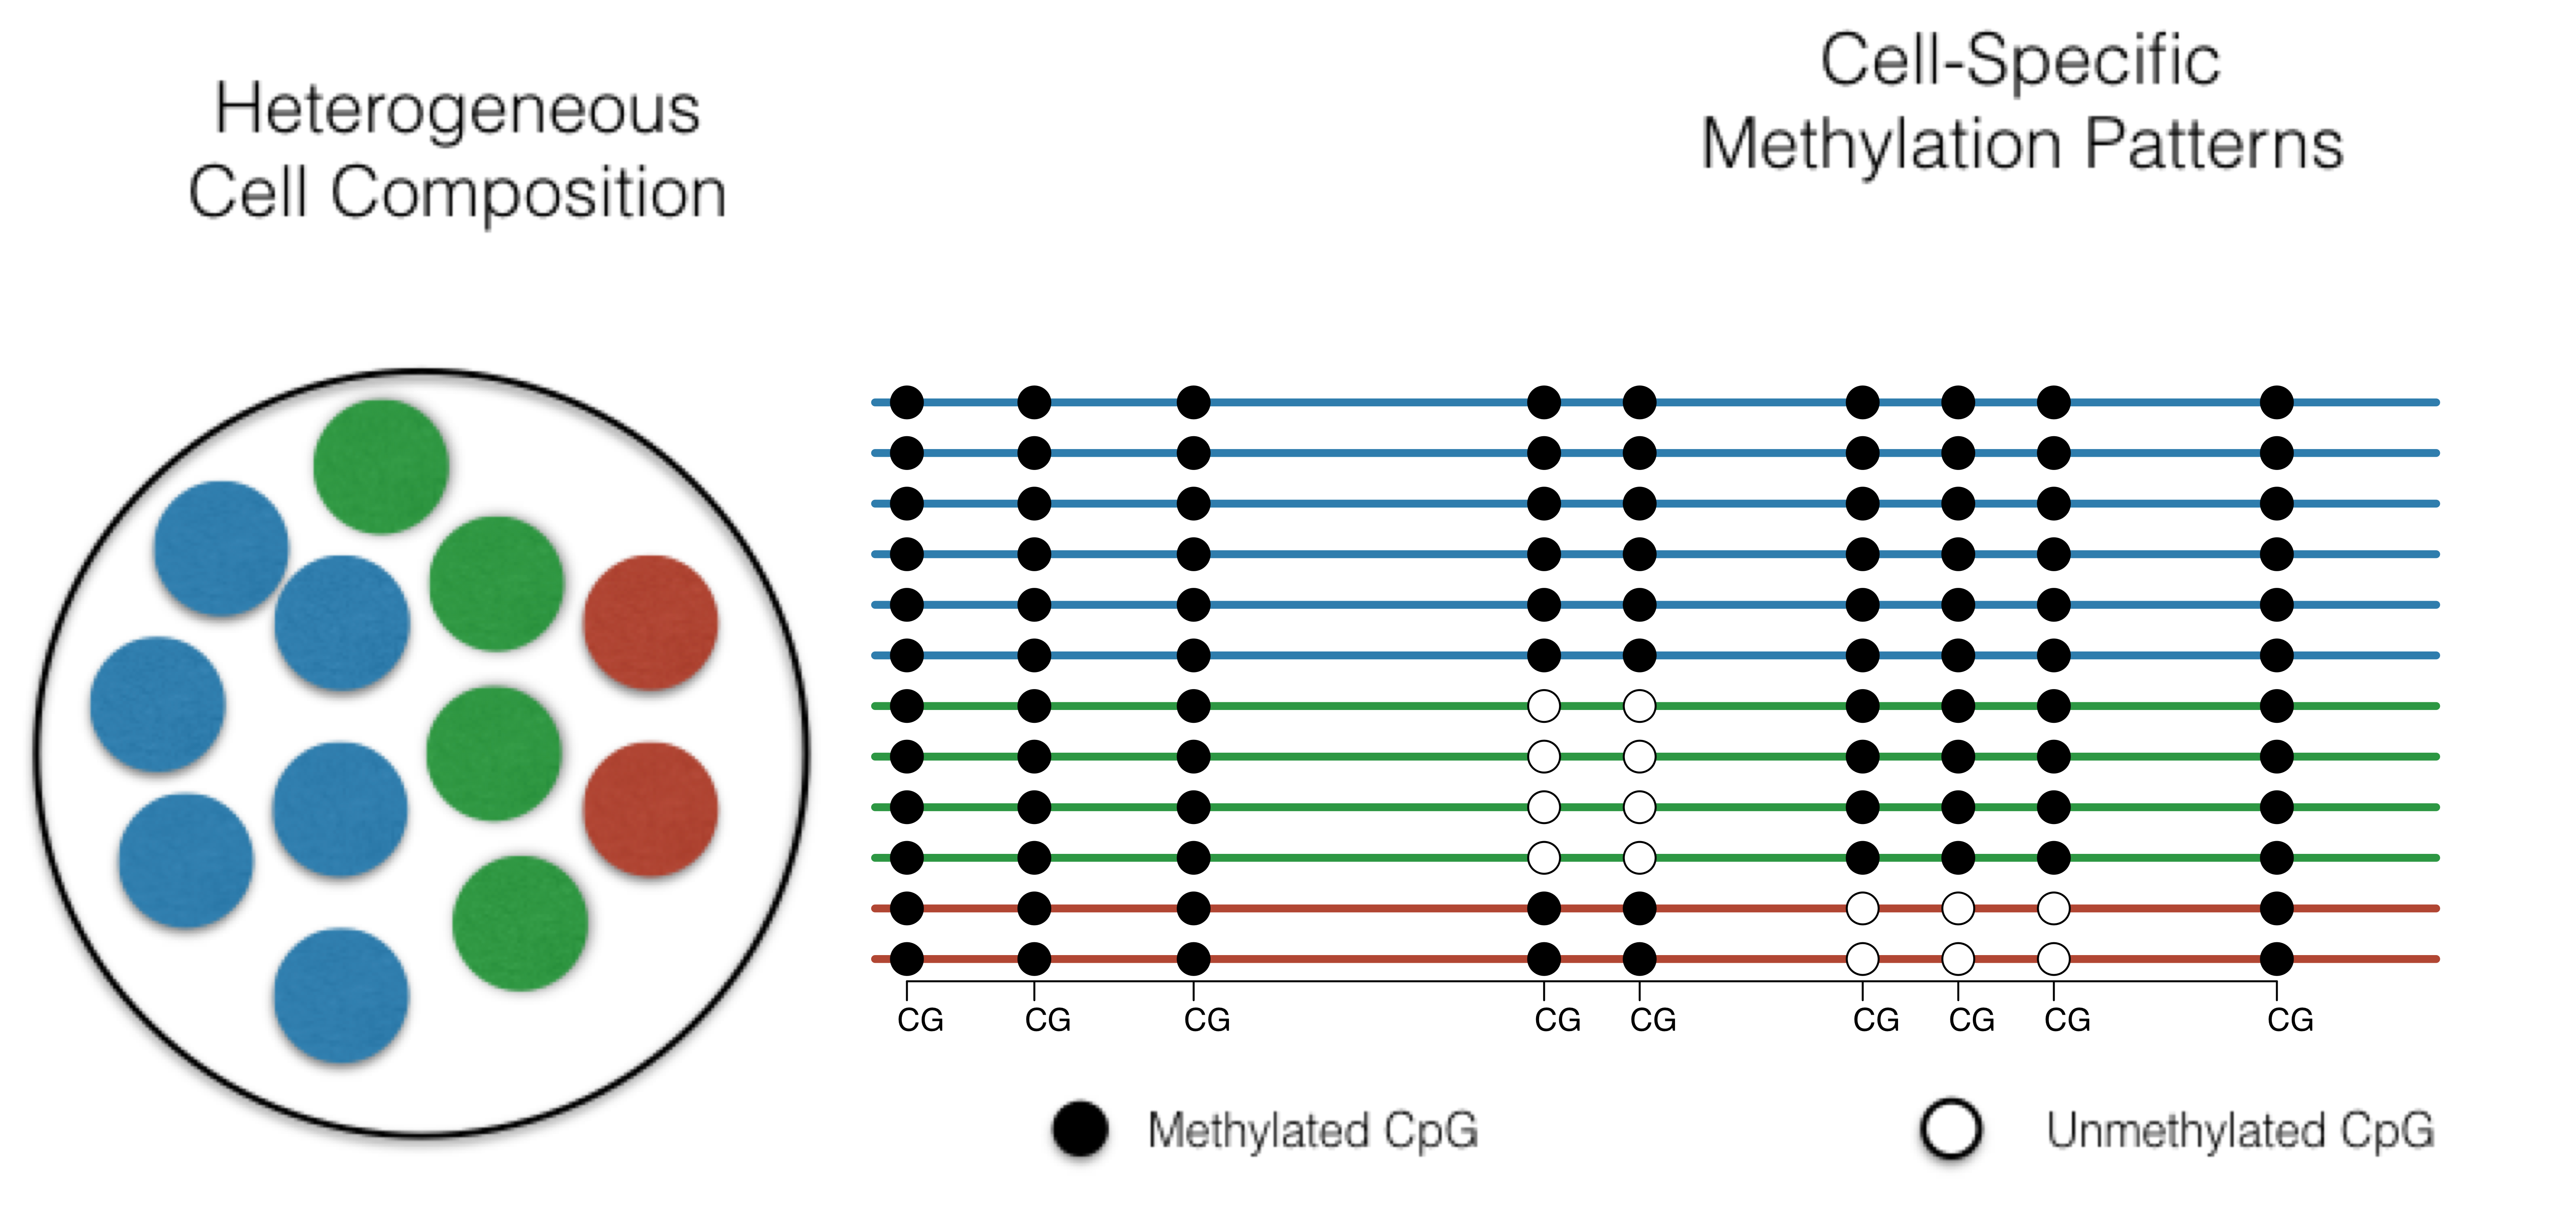 Heterogeneous
Cell Composition
Cell-Specific
Methylation Patterns
CG CG CG CG CG CG CG CG CG
Methylated CpG
Unmethylated CpG